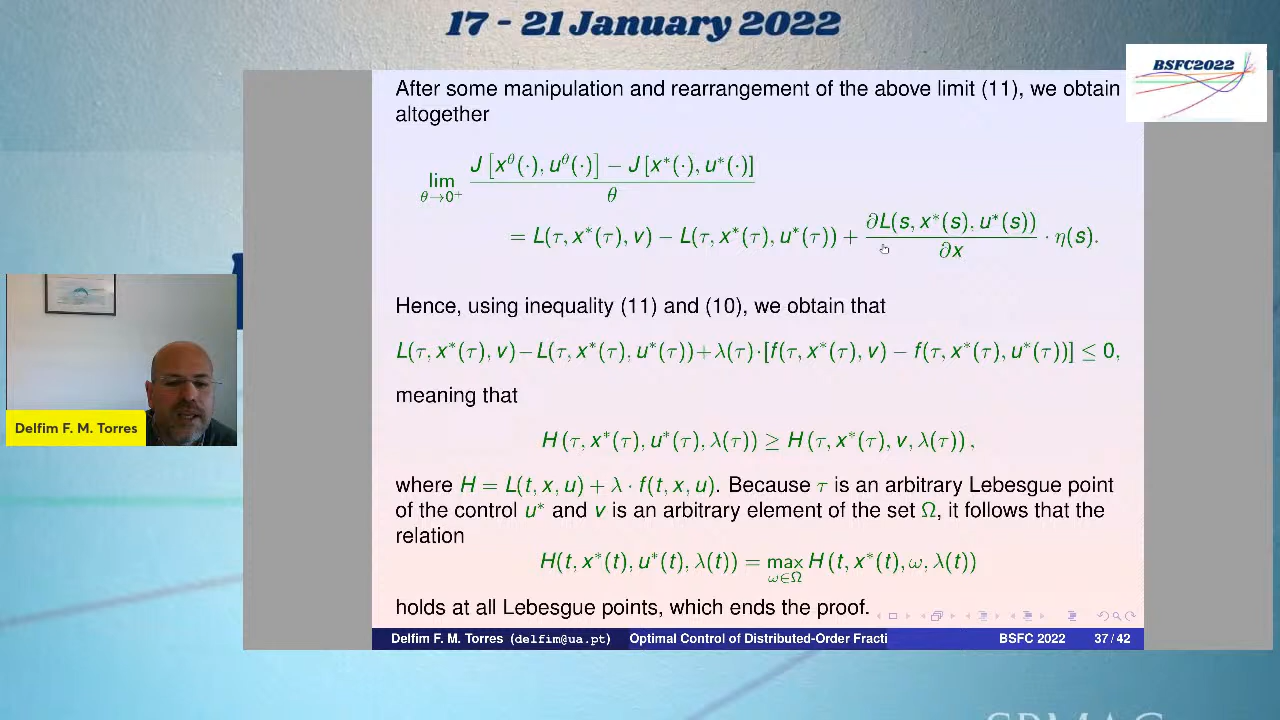 17 - 21 January 2022
BSFC2022
After some manipulation and rearrangement of the above limit (11), we obtain
altogether
lim_{θ→0⁺} (J [x^θ(·), u^θ(·)] − J [x*(·), u*(·)]) / θ
= L(τ, x*(τ), v) − L(τ, x*(τ), u*(τ)) + ∂L(s, x*(s), u*(s)) / ∂x · η(s).
Hence, using inequality (11) and (10), we obtain that
L(τ, x*(τ), v)−L(τ, x*(τ), u*(τ))+λ(τ)·[f(τ, x*(τ), v) − f(τ, x*(τ), u*(τ))] ≤ 0,
meaning that
H (τ, x*(τ), u*(τ), λ(τ)) ≥ H (τ, x*(τ), v, λ(τ)) ,
where H = L(t, x, u) + λ · f(t, x, u). Because τ is an arbitrary Lebesgue point
of the control u* and v is an arbitrary element of the set Ω, it follows that the
relation
H(t, x*(t), u*(t), λ(t)) = max_{ω∈Ω} H (t, x*(t), ω, λ(t))
holds at all Lebesgue points, which ends the proof.
Delfim F. M. Torres
Delfim F. M. Torres (delfim@ua.pt) Optimal Control of Distributed-Order Fracti BSFC 2022 37 / 42